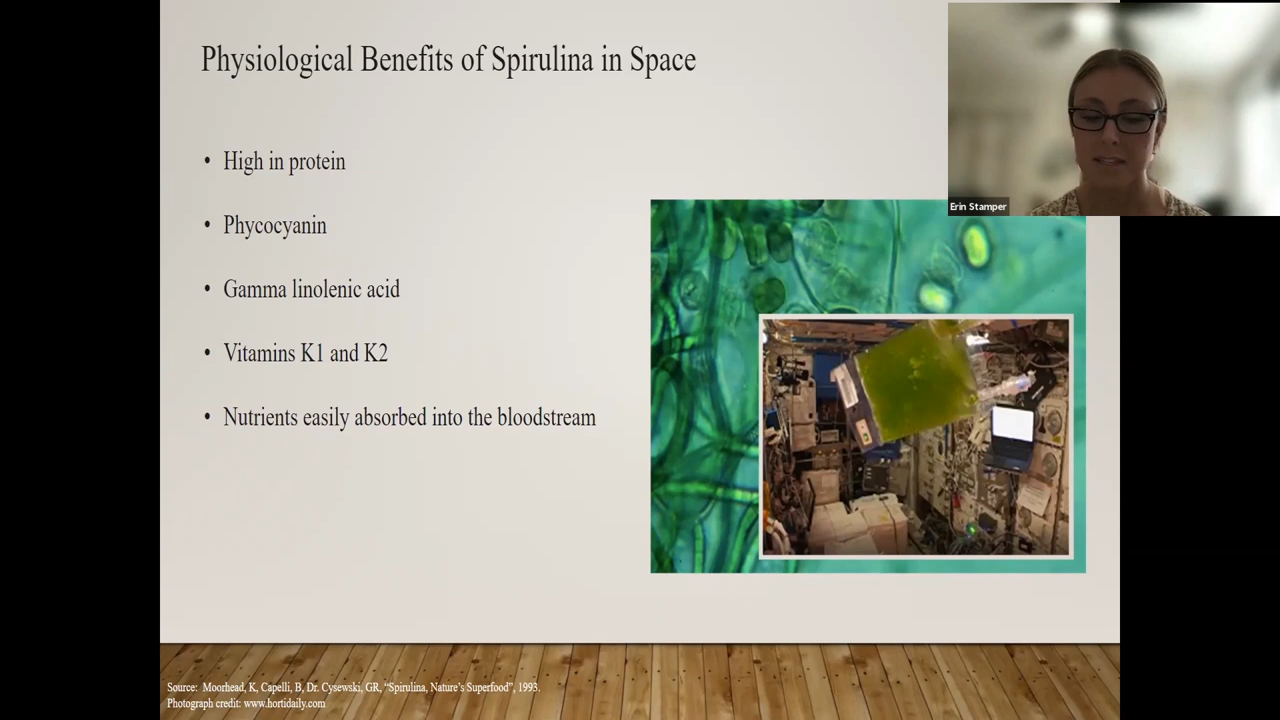 Physiological Benefits of Spirulina in Space
• High in protein
• Phycocyanin
• Gamma linolenic acid
• Vitamins K1 and K2
• Nutrients easily absorbed into the bloodstream
Erin Stamper
Source: Moorhead, K, Capelli, B, Dr. Cysewski, GR, “Spirulina, Nature’s Superfood”, 1993.
Photograph credit: www.hortidaily.com